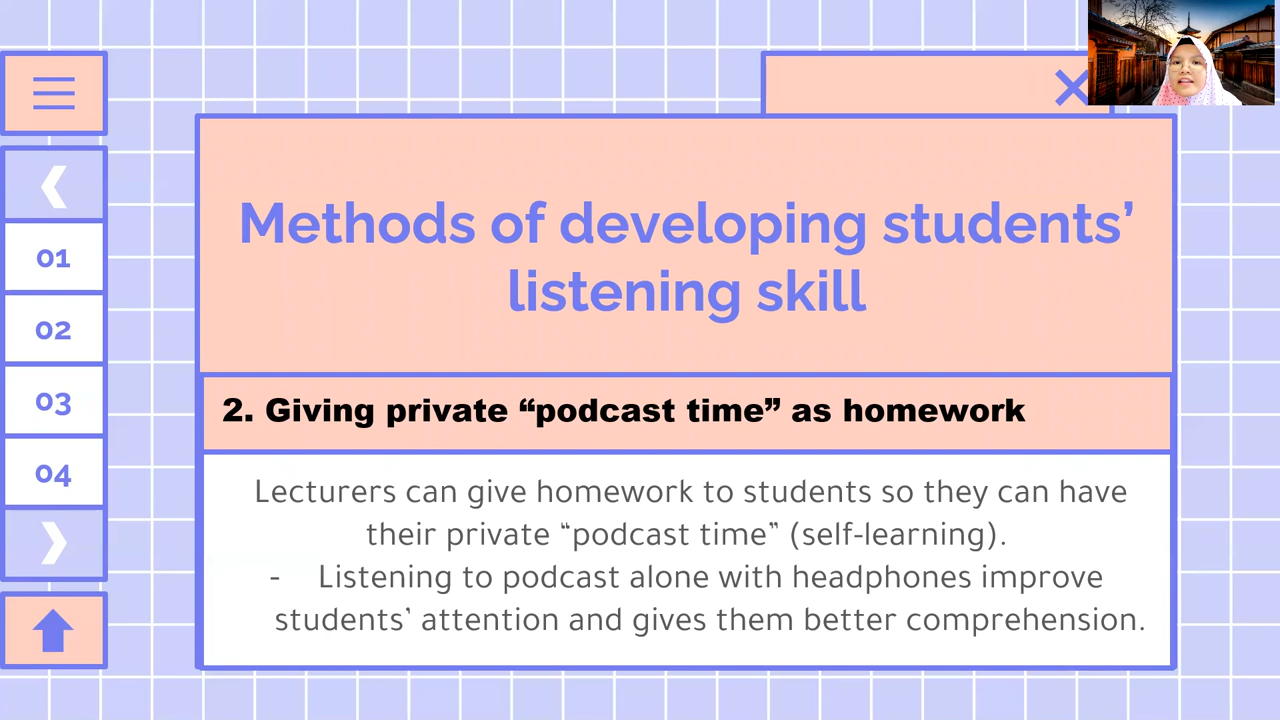 01
02
03
04
Methods of developing students’
listening skill
2. Giving private “podcast time” as homework
Lecturers can give homework to students so they can have
their private “podcast time” (self-learning).
- Listening to podcast alone with headphones improve
students’ attention and gives them better comprehension.